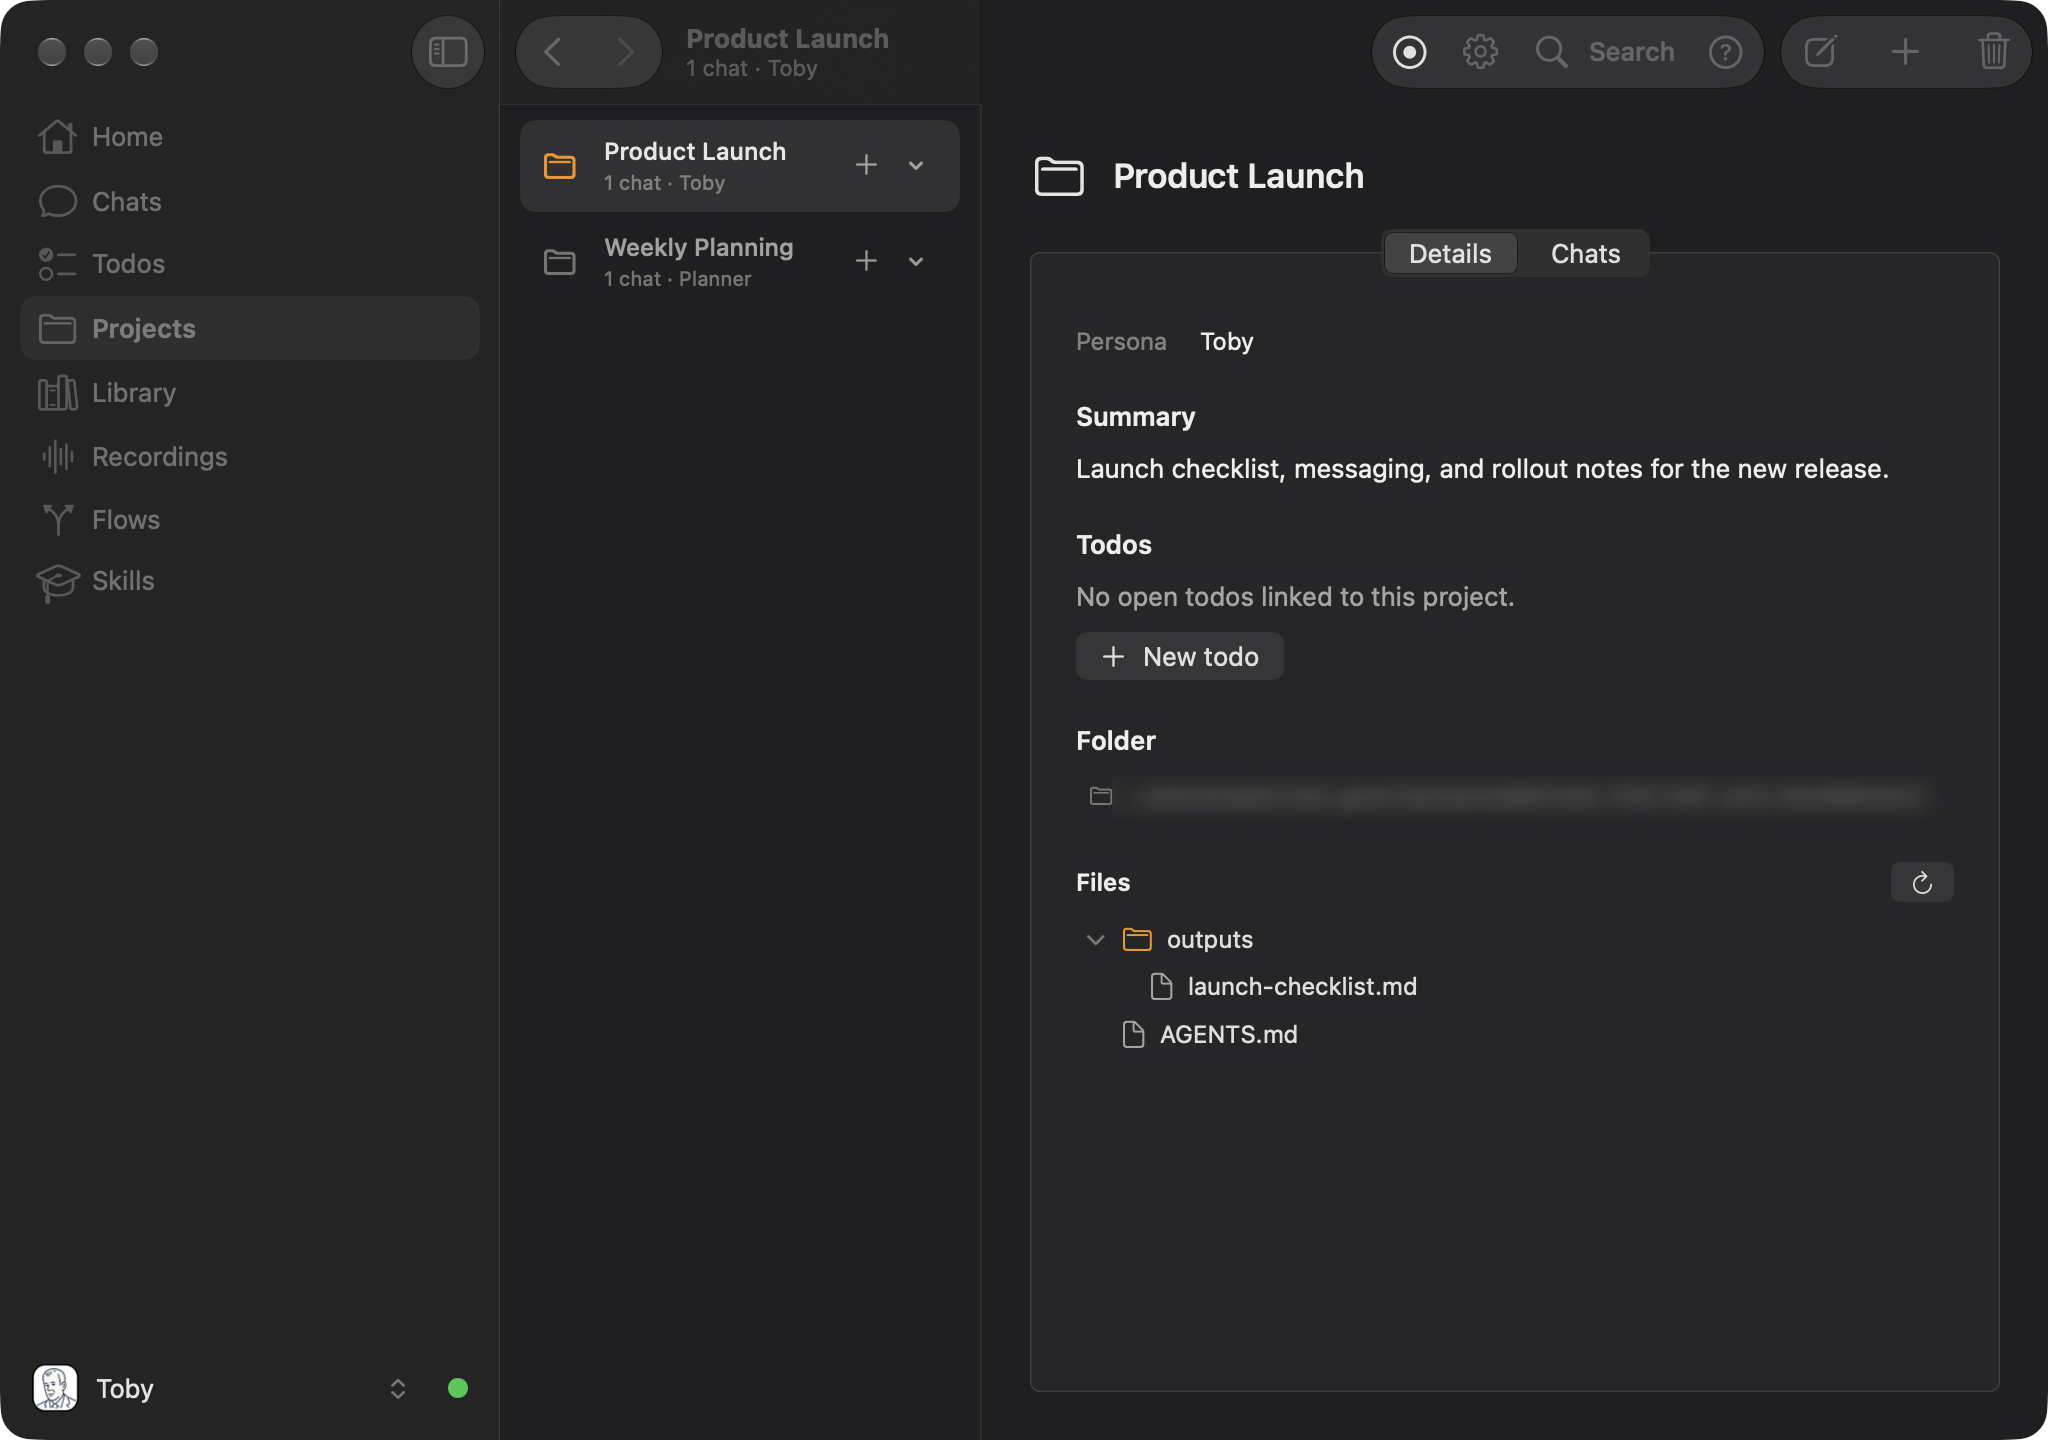 Home
Chats
Todos
Projects
Library
Recordings
Flows
Skills
Toby
Product Launch
1 chat · Toby
Product Launch
1 chat · Toby
Weekly Planning
1 chat · Planner
Search
Product Launch
Details
Chats
Persona
Toby
Summary
Launch checklist, messaging, and rollout notes for the new release.
Todos
No open todos linked to this project.
New todo
Folder
Files
outputs
launch-checklist.md
AGENTS.md